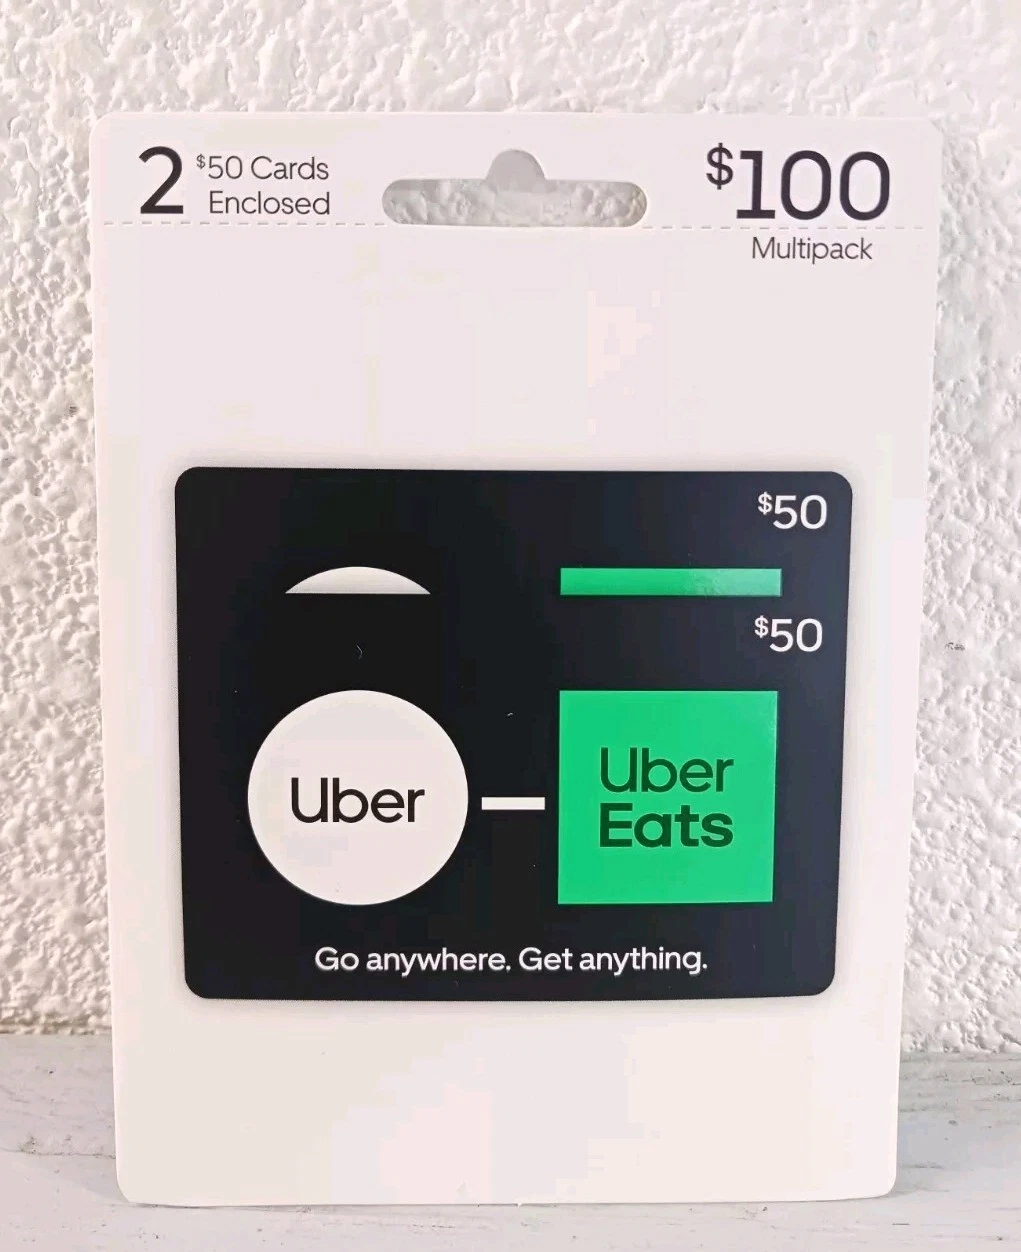 2 $50 Cards
Enclosed
$100
Multipack
$50
$50
Uber
Uber
Eats
Go anywhere. Get anything.